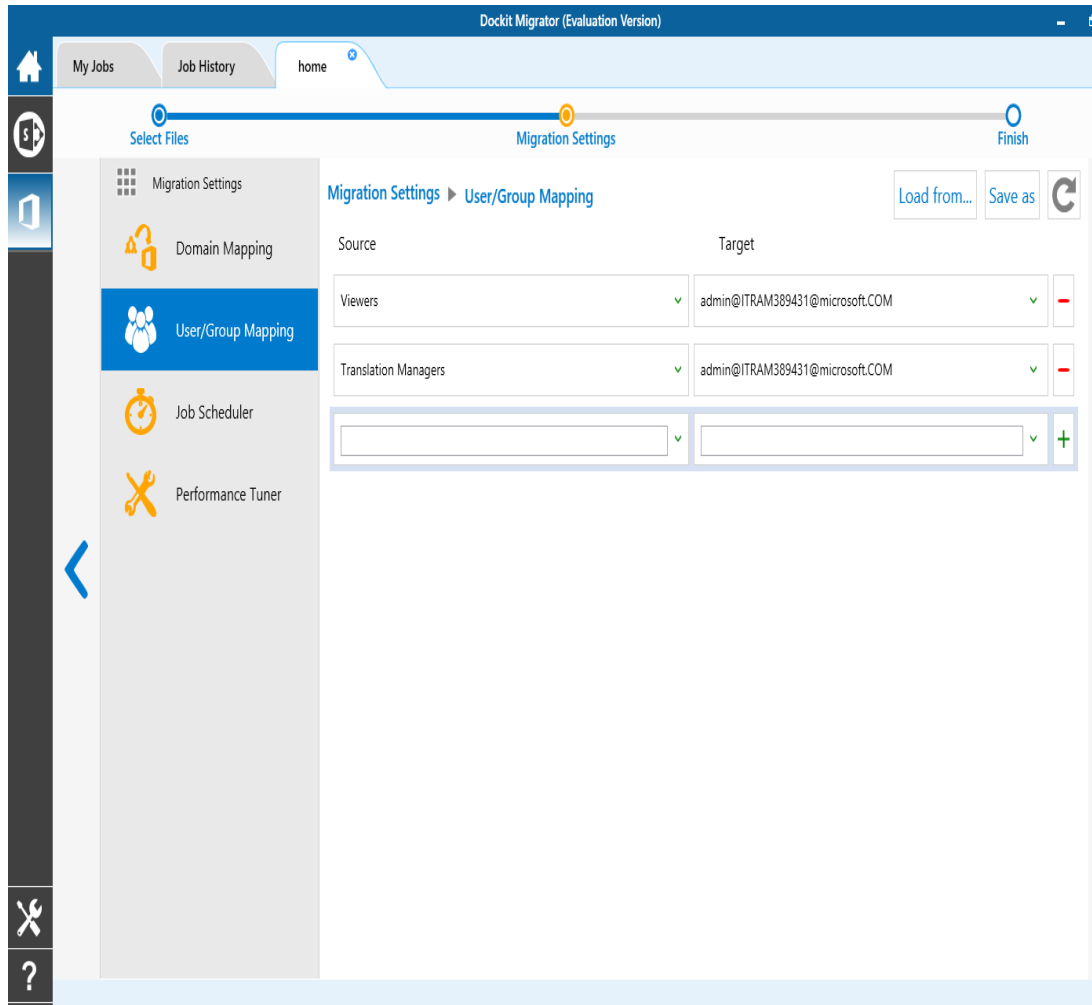 Dockit Migrator (Evaluation Version)
My Jobs
Job History
home
Select Files
Migration Settings
Finish
Migration Settings
Domain Mapping
User/Group Mapping
Job Scheduler
Performance Tuner
Migration Settings ▶ User/Group Mapping
Load from...
Save as
Source
Target
Viewers
admin@ITRAM389431@microsoft.COM
Translation Managers
admin@ITRAM389431@microsoft.COM